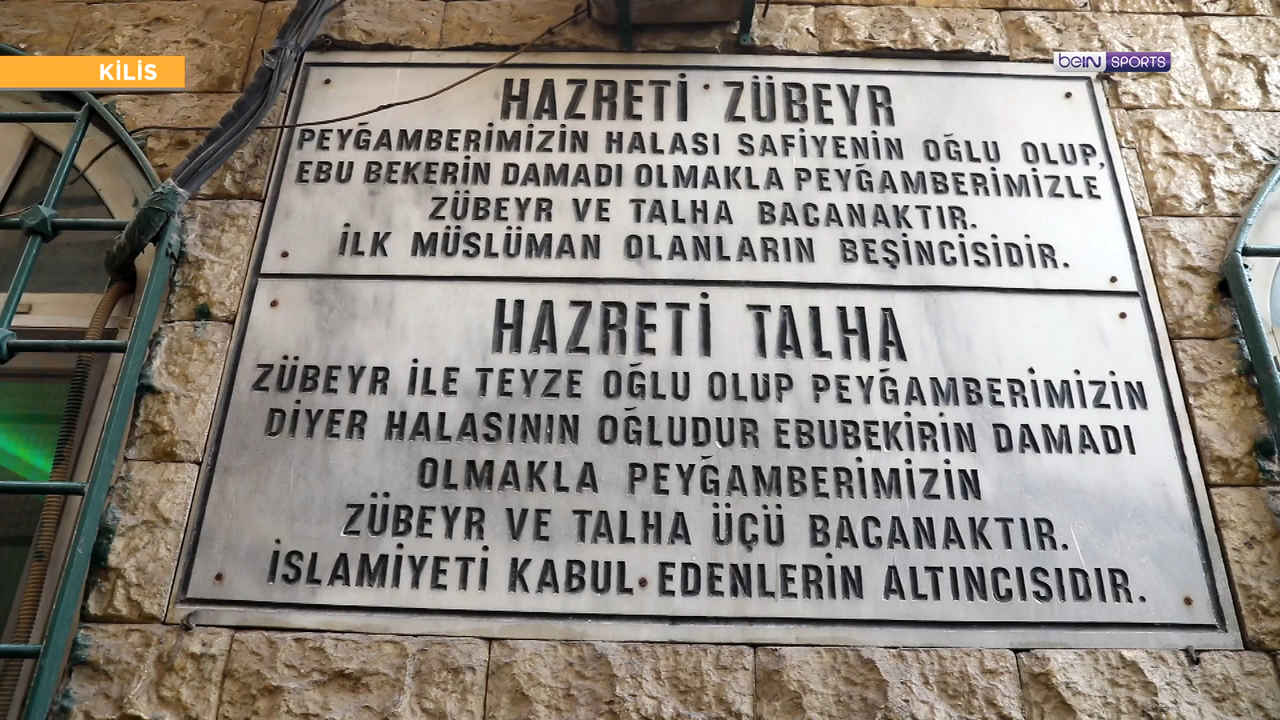 KİLİS
beIN SPORTS
HAZRETİ ZÜBEYR
PEYĞAMBERİMİZİN HALASI SAFİYENİN OĞLU OLUP,
EBU BEKERİN DAMADI OLMAKLA PEYĞAMBERİMİZLE
ZÜBEYR VE TALHA BACANAKTIR.
İLK MÜSLÜMAN OLANLARIN BEŞİNCİSİDİR.
HAZRETİ TALHA
ZÜBEYR İLE TEYZE OĞLU OLUP PEYĞAMBERİMİZİN
DİYER HALASININ OĞLUDUR EBUBEKİRİN DAMADI
OLMAKLA PEYĞAMBERİMİZİN
ZÜBEYR VE TALHA ÜÇÜ BACANAKTIR.
İSLAMİYETİ KABUL EDENLERİN ALTINCISIDIR.